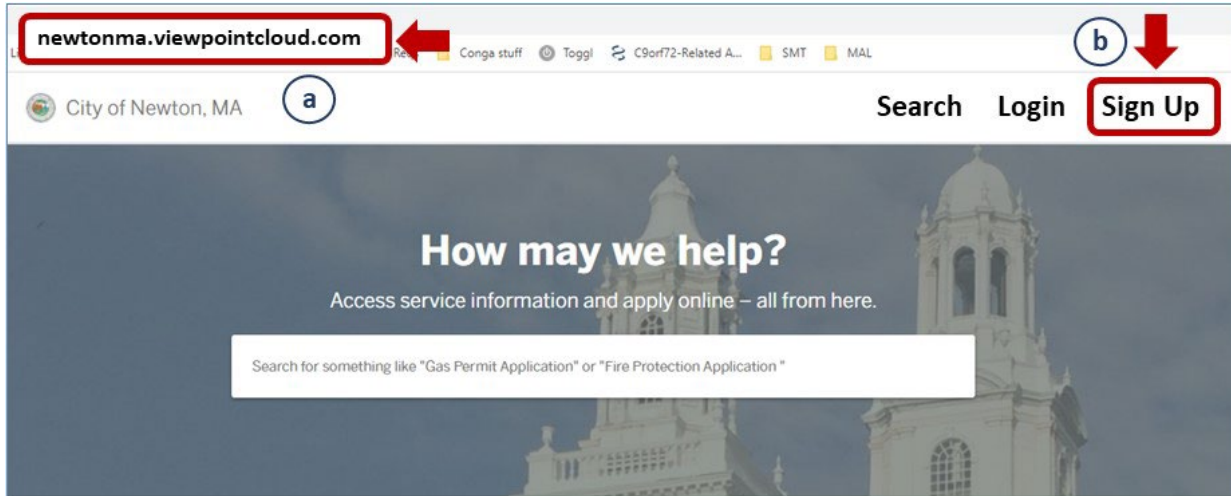 newtonma.viewpointcloud.com
Conga stuff Toggl C9orf72-Related A... SMT MAL
b
City of Newton, MA a Search Login Sign Up
How may we help?
Access service information and apply online – all from here.
Search for something like "Gas Permit Application" or "Fire Protection Application "